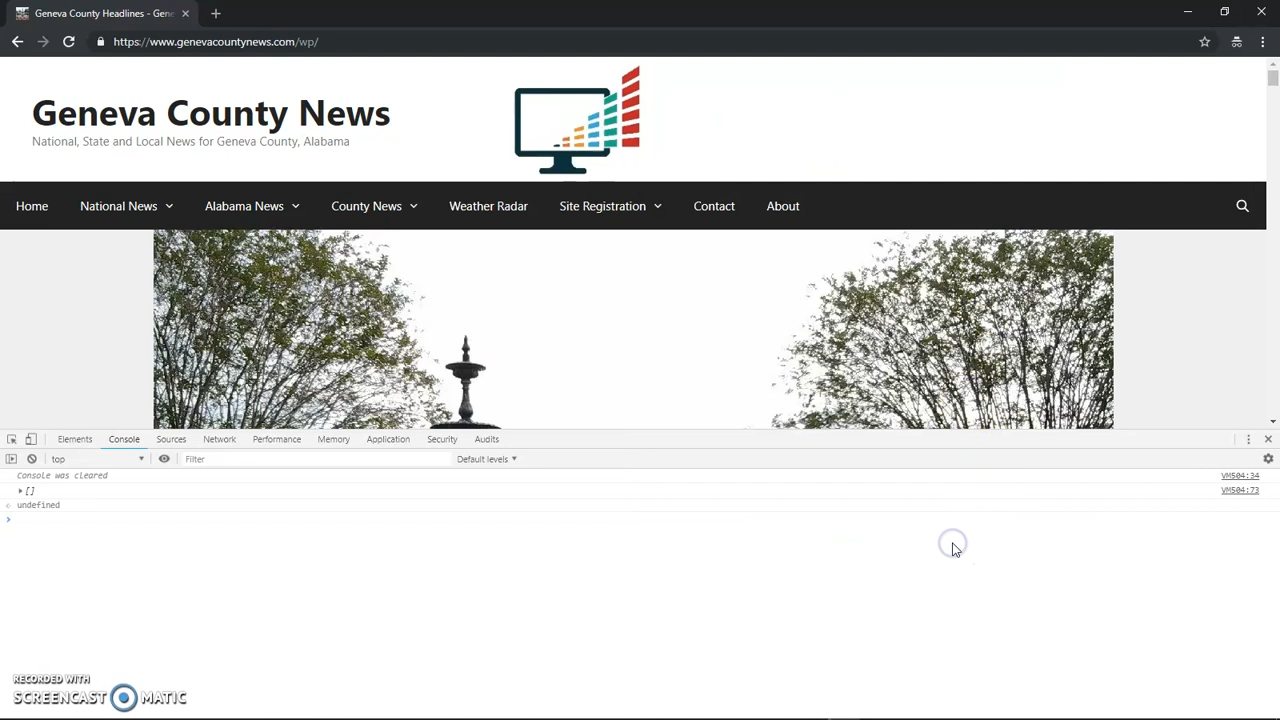 Geneva County Headlines - Gene
https://www.genevacountynews.com/wp/
Geneva County News
National, State and Local News for Geneva County, Alabama
Home National News Alabama News County News Weather Radar Site Registration Contact About
Elements Console Sources Network Performance Memory Application Security Audits
top Filter Default levels
Console was cleared VM504:34
[] VM504:73
undefined
RECORDED WITH
SCREENCAST MATIC